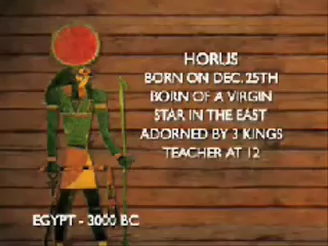 HORUS
BORN ON DEC. 25TH
BORN OF A VIRGIN
STAR IN THE EAST
ADORNED BY 3 KINGS
TEACHER AT 12
EGYPT - 3000 BC